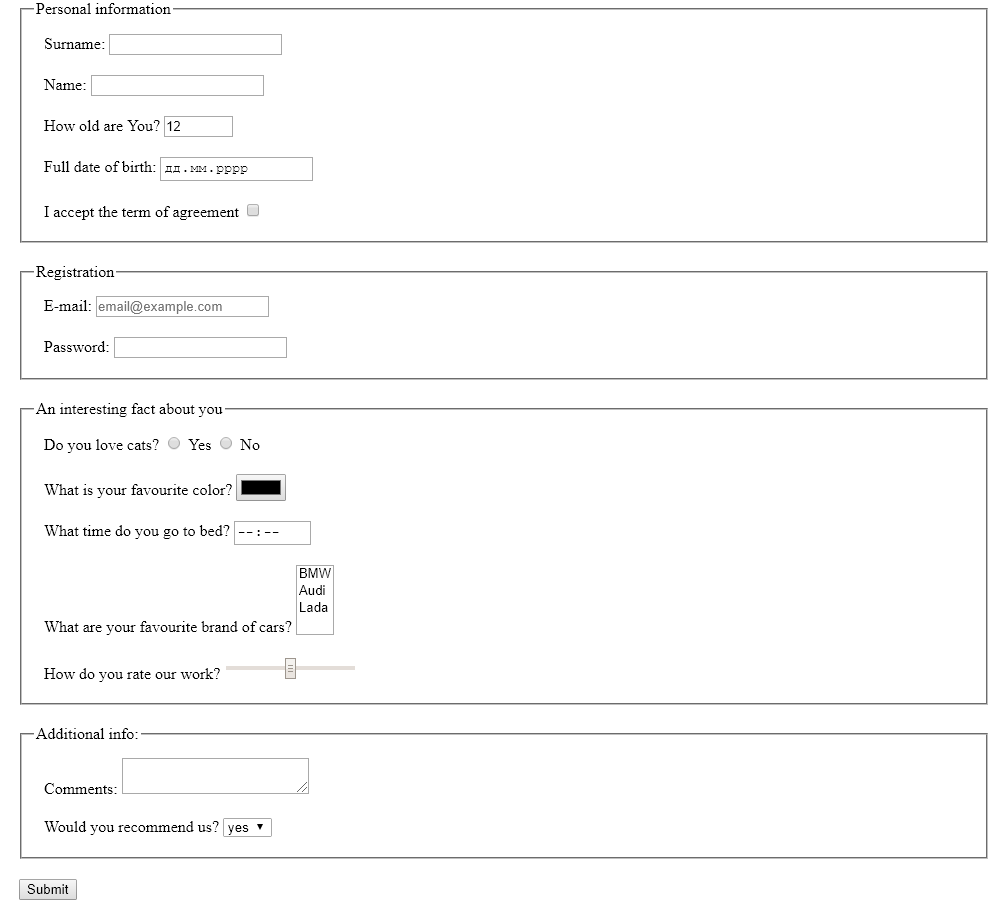 Personal information
Surname:
Name:
How old are You? 12
Full date of birth: дд.мм.рррр
I accept the term of agreement
Registration
E-mail: email@example.com
Password:
An interesting fact about you
Do you love cats? Yes No
What is your favourite color?
What time do you go to bed? --:--
BMW
Audi
Lada
What are your favourite brand of cars?
How do you rate our work?
Additional info:
Comments:
Would you recommend us? yes
Submit